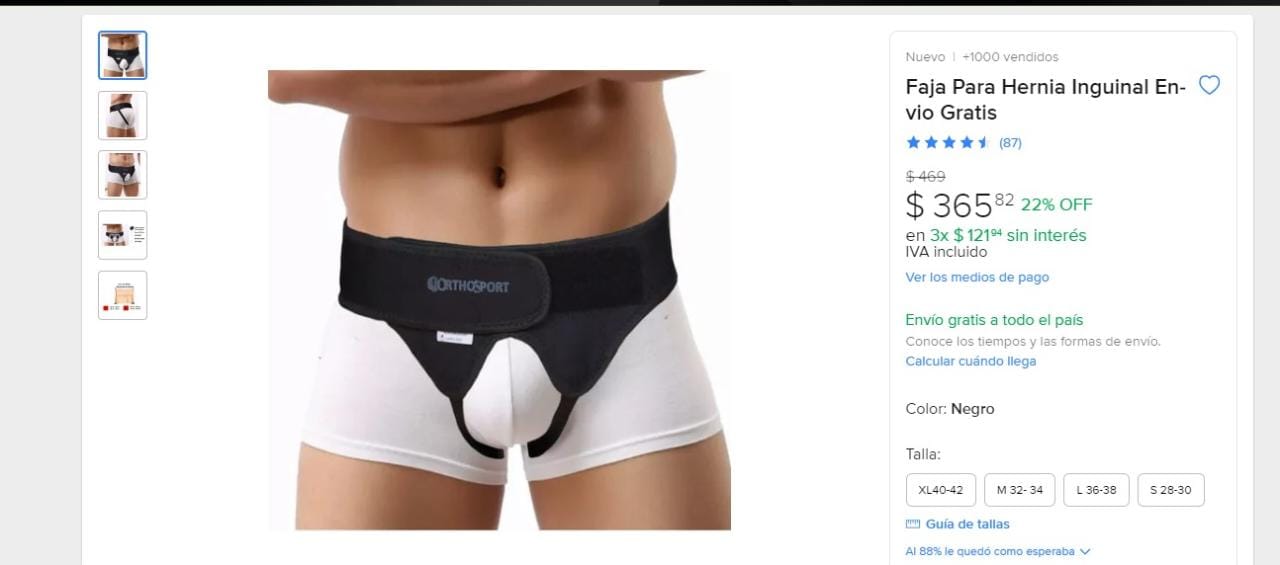 Nuevo | +1000 vendidos
Faja Para Hernia Inguinal En-
vio Gratis
(87)
$ 469
$ 365 82 22% OFF
en 3x $ 121 94 sin interés
IVA incluido
Ver los medios de pago
Envío gratis a todo el país
Conoce los tiempos y las formas de envío.
Calcular cuándo llega
Color: Negro
Talla:
XL40-42 M 32- 34 L 36-38 S 28-30
Guía de tallas
Al 88% le quedó como esperaba
ORTHOSPORT